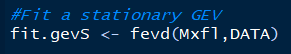 #Fit a stationary GEV
fit.gevS <- fevd(Mxfl,DATA)